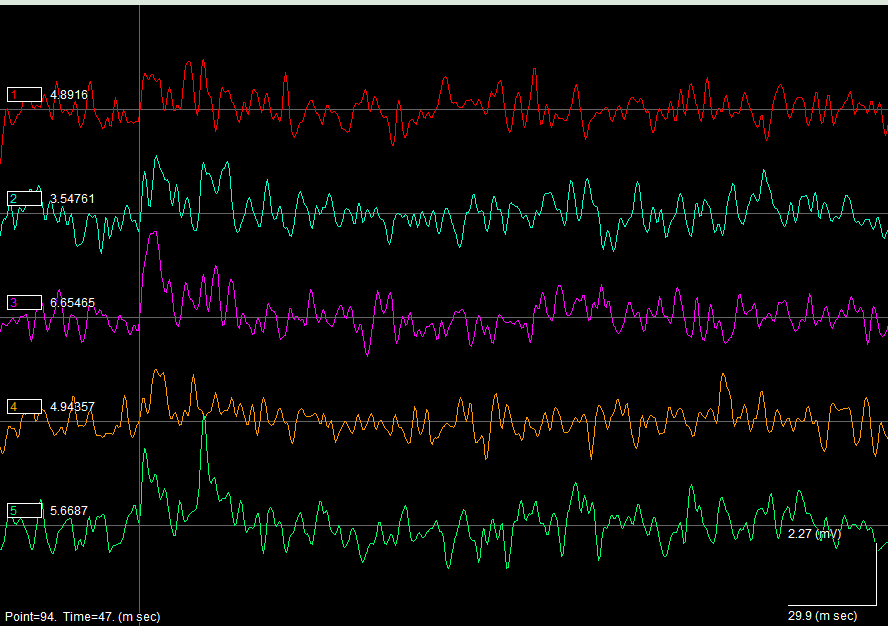 1 4.8916
2 3.54761
3 6.65465
4 4.94357
5 5.6687
2.27 (mV)
Point=94. Time=47. (m sec)
29.9 (m sec)